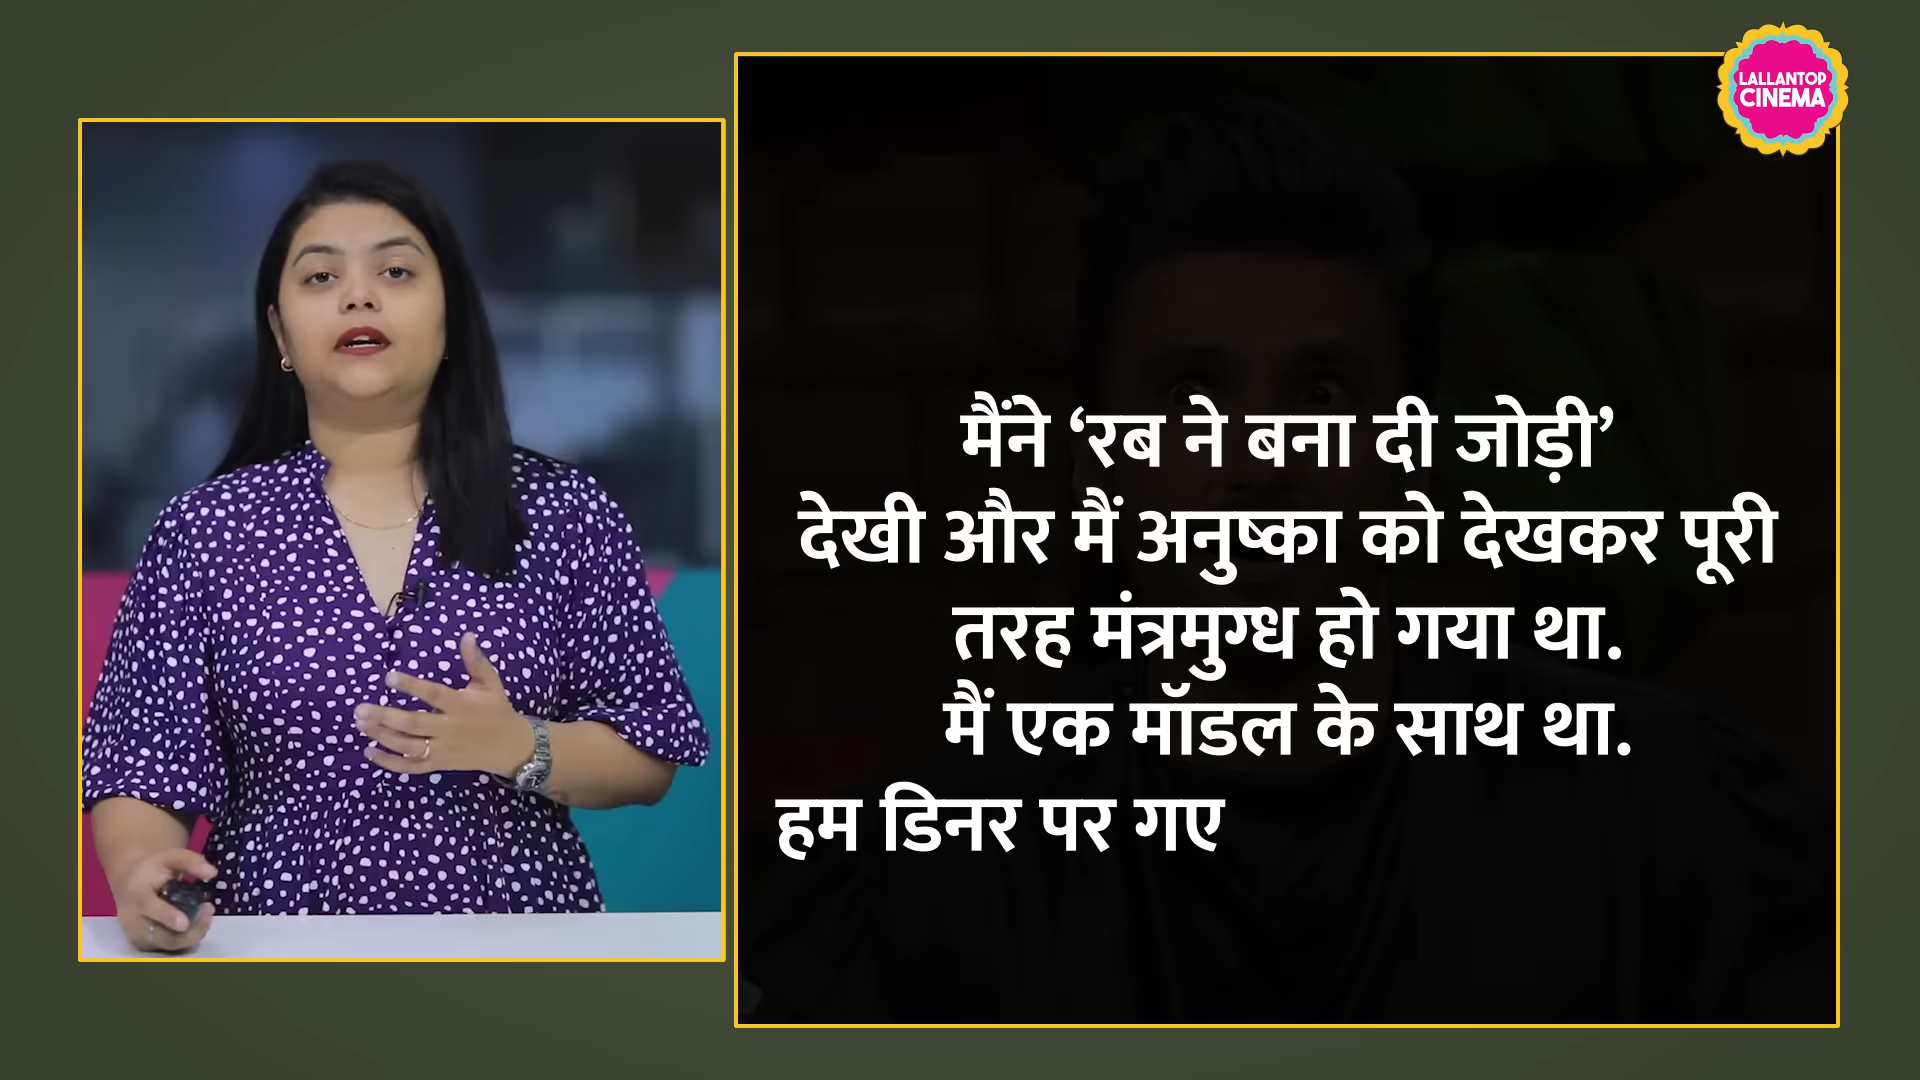 LALLANTOP
CINEMA
मैंने ‘रब ने बना दी जोड़ी’
देखी और मैं अनुष्का को देखकर पूरी
तरह मंत्रमुग्ध हो गया था.
मैं एक मॉडल के साथ था.
हम डिनर पर गए